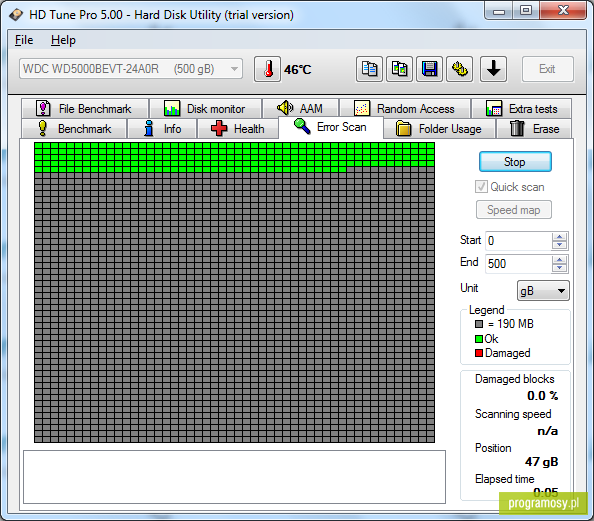 HD Tune Pro 5.00 - Hard Disk Utility (trial version)
File Help
WDC WD5000BEVT-24A0R (500 gB) 46°C Exit
File Benchmark Disk monitor AAM Random Access Extra tests
Benchmark Info Health Error Scan Folder Usage Erase
Stop
Quick scan
Speed map
Start 0
End 500
Unit gB
Legend
= 190 MB
Ok
Damaged
Damaged blocks
0.0 %
Scanning speed
n/a
Position
47 gB
Elapsed time
0:05
programosy.pl